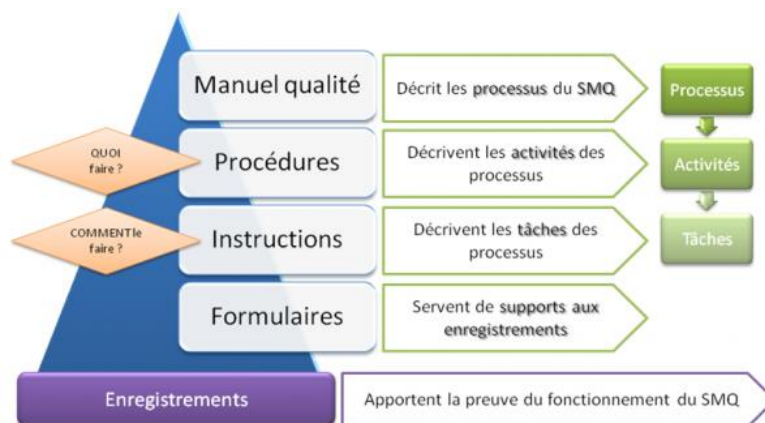 Manuel qualité
Décrit les processus du SMQ
Processus
QUOI
faire ?
Procédures
Décrivent les activités des
processus
Activités
COMMENT le
faire ?
Instructions
Décrivent les tâches des
processus
Tâches
Formulaires
Servent de supports aux
enregistrements
Enregistrements
Apportent la preuve du fonctionnement du SMQ